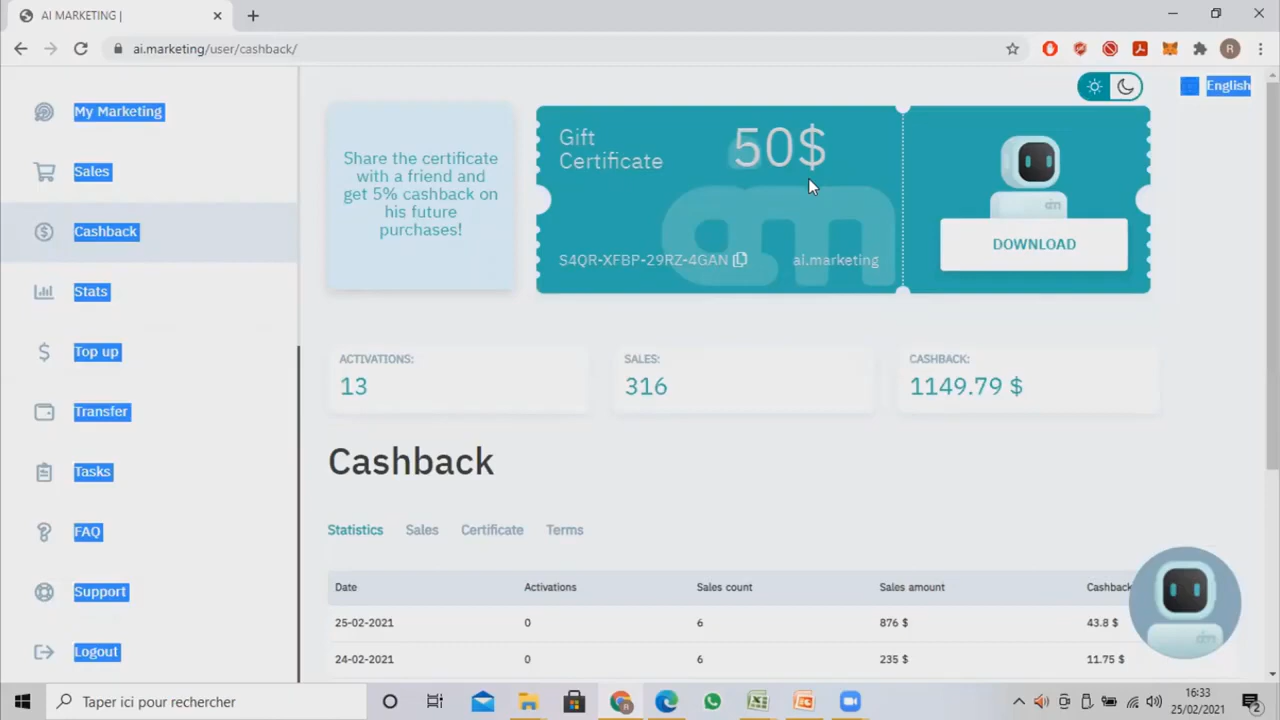 AI MARKETING |
ai.marketing/user/cashback/
R
My Marketing
Sales
Cashback
Stats
Top up
Transfer
Tasks
FAQ
Support
Logout
English
Share the certificate
with a friend and
get 5% cashback on
his future
purchases!
Gift
Certificate
50$
S4QR-XFBP-29RZ-4GAN
ai.marketing
DOWNLOAD
ACTIVATIONS:
13
SALES:
316
CASHBACK:
1149.79 $
Cashback
Statistics Sales Certificate Terms
Date Activations Sales count Sales amount Cashback
25-02-2021 0 6 876 $ 43.8 $
24-02-2021 0 6 235 $ 11.75 $
Taper ici pour rechercher
16:33
25/02/2021
2